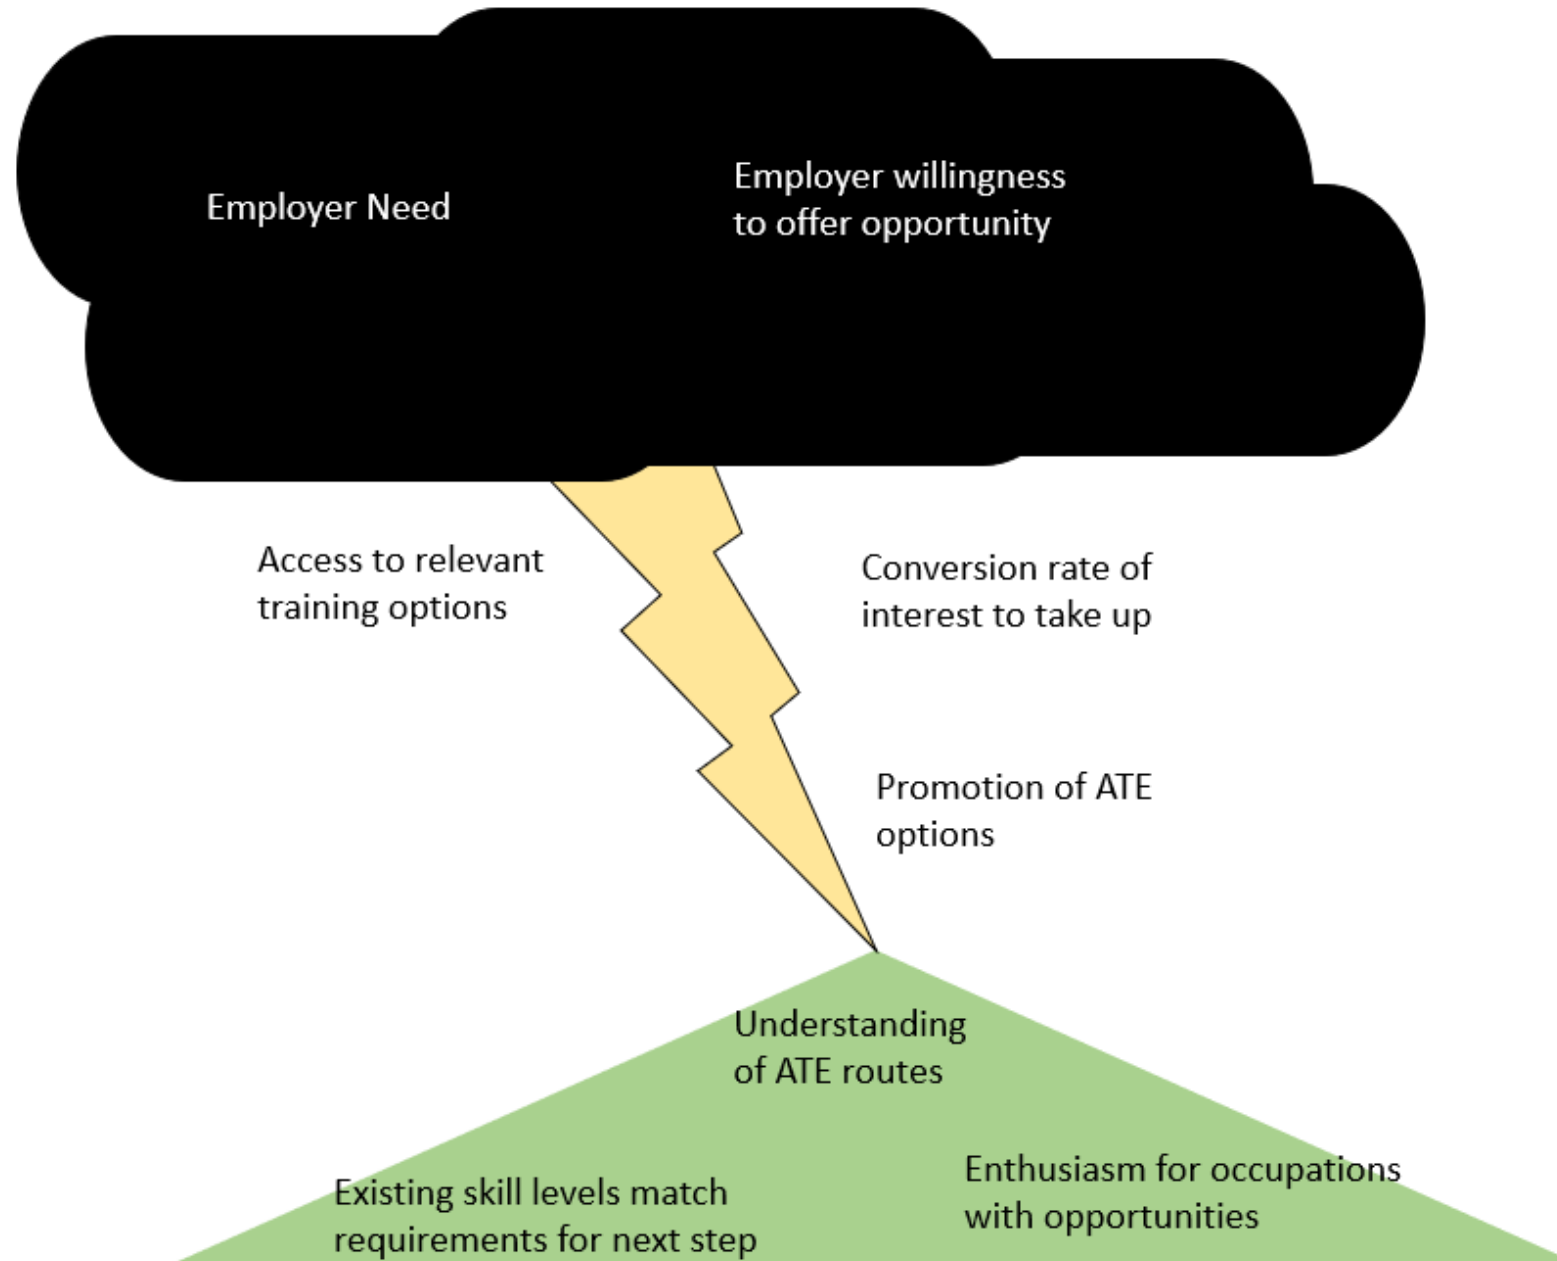 Employer Need
Employer willingness
to offer opportunity
Access to relevant
training options
Conversion rate of
interest to take up
Promotion of ATE
options
Understanding
of ATE routes
Existing skill levels match
requirements for next step
Enthusiasm for occupations
with opportunities